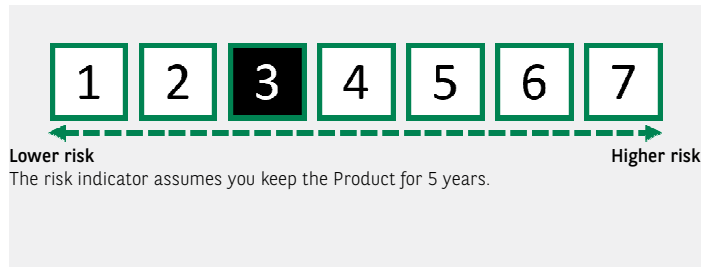 1 2 3 4 5 6 7
Lower risk Higher risk
The risk indicator assumes you keep the Product for 5 years.